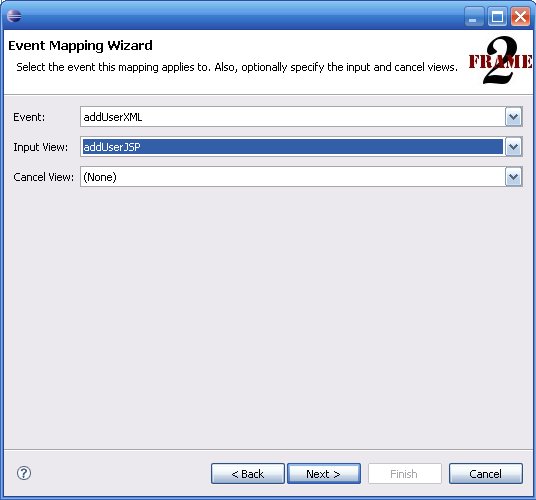 Event Mapping Wizard
Select the event this mapping applies to. Also, optionally specify the input and cancel views.
2
FRAME
Event: addUserXML
Input View: addUserJSP
Cancel View: (None)
?
< Back Next > Finish Cancel